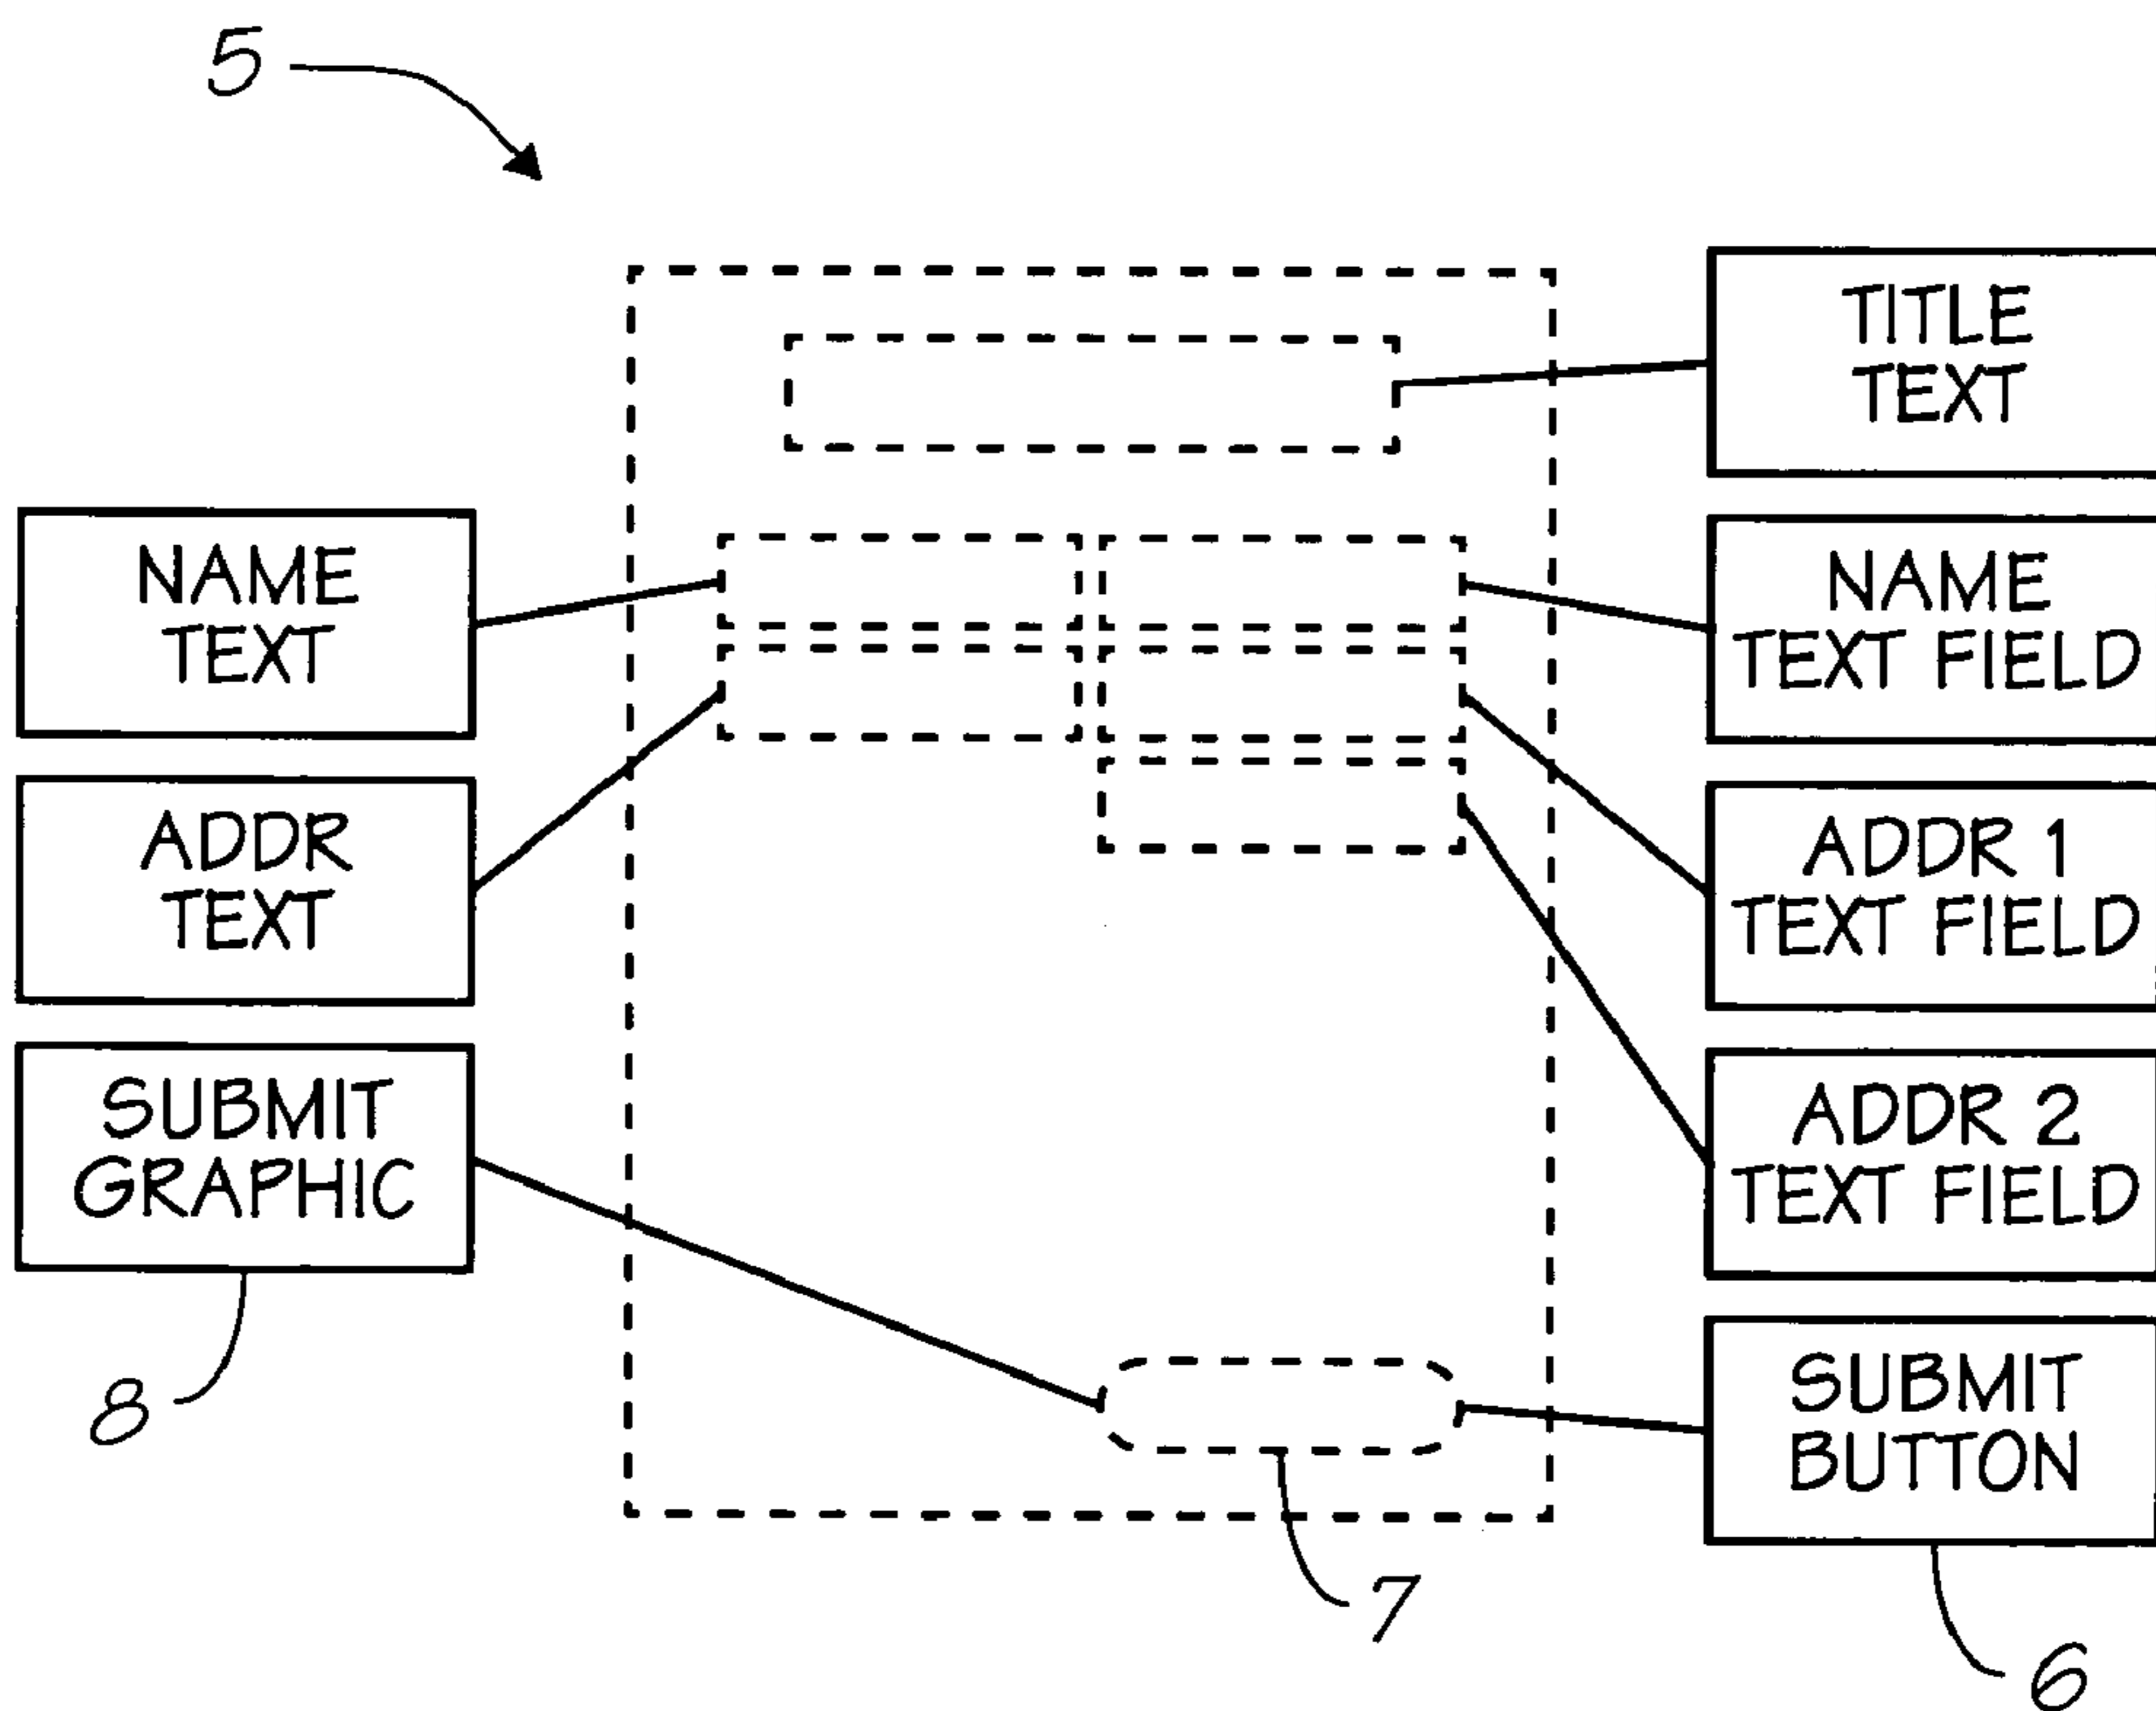 5
TITLE
TEXT
NAME
TEXT
NAME
TEXT FIELD
ADDR
TEXT
ADDR 1
TEXT FIELD
SUBMIT
GRAPHIC
ADDR 2
TEXT FIELD
8
SUBMIT
BUTTON
7
6